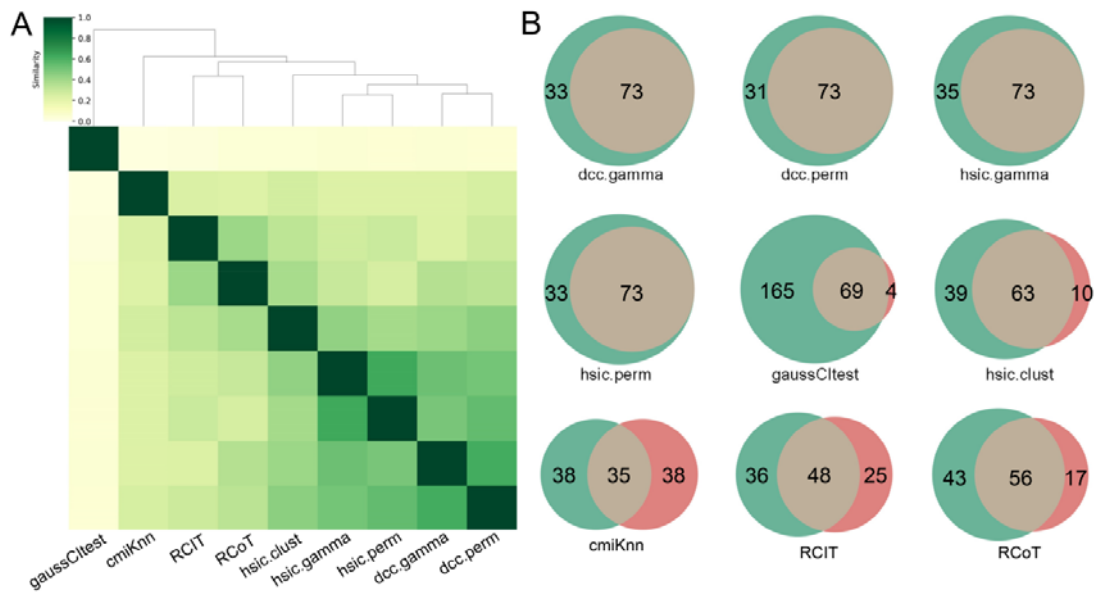 A
1.0
0.8
0.6
0.4
0.2
0.0
Similarity
gaussCItest
cmiKnn
RCIT
RCoT
hsic.clust
hsic.gamma
hsic.perm
dcc.gamma
dcc.perm
B
33 73
dcc.gamma
31 73
dcc.perm
35 73
hsic.gamma
33 73
hsic.perm
165 69 4
gaussCItest
39 63 10
hsic.clust
38 35 38
cmiKnn
36 48 25
RCIT
43 56 17
RCoT